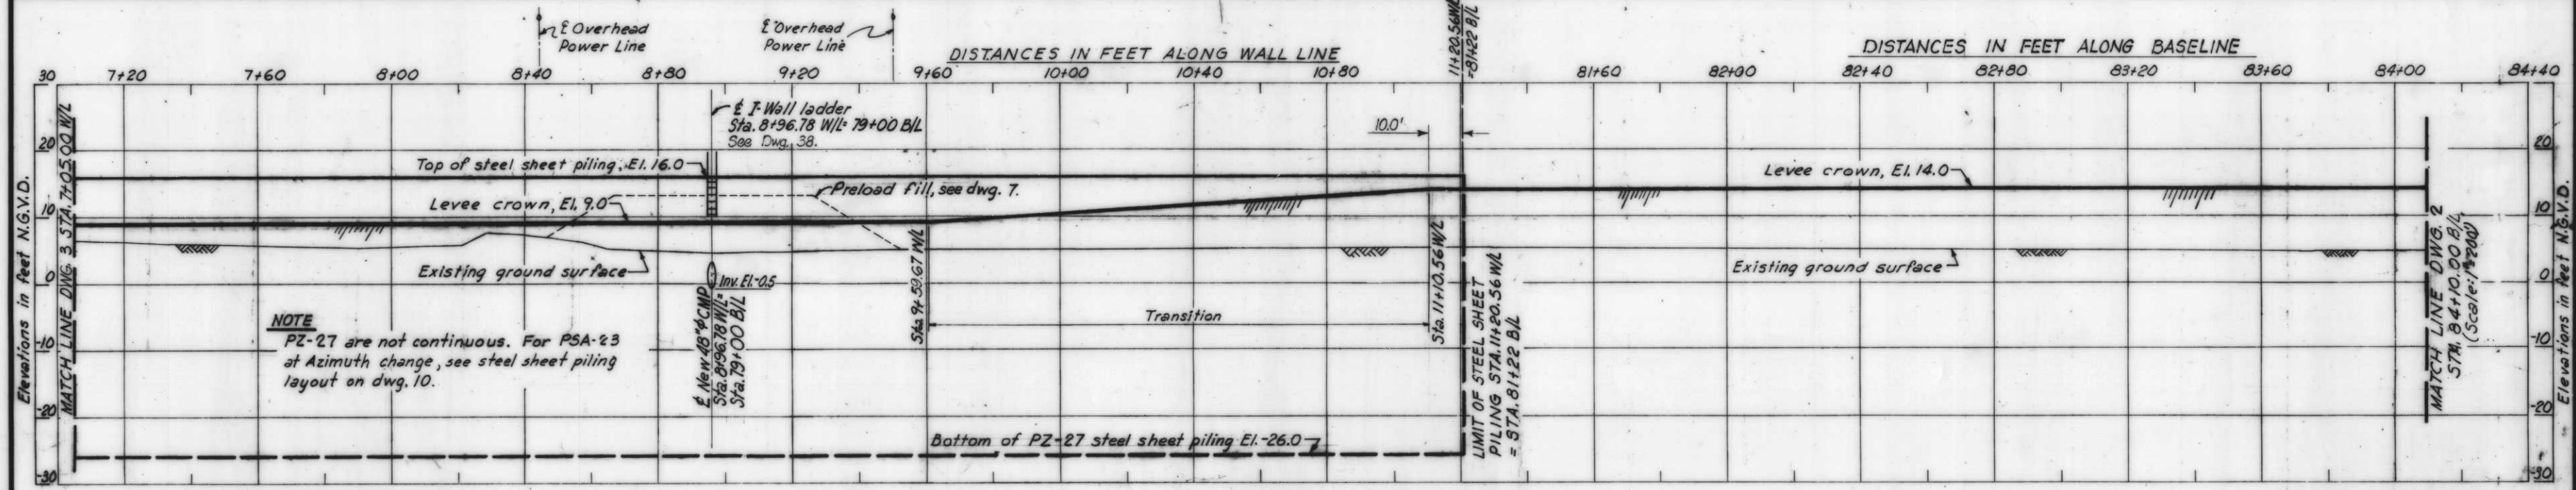 ℄ Overhead
Power Line
℄ Overhead
Power Line
DISTANCES IN FEET ALONG WALL LINE
11+20.56 W/L
=81+22 B/L
DISTANCES IN FEET ALONG BASELINE
30 7+20 7+60 8+00 8+40 8+80 9+20 9+60 10+00 10+40 10+80 81+60 82+00 82+40 82+80 83+20 83+60 84+00 84+40
Elevations in feet N.G.V.D.
20
10
0
-10
-20
-30
MATCH LINE DWG. 3 STA. 7+05.00 W/L
℄ I-Wall ladder
Sta. 8+96.78 W/L= 79+00 B/L
See Dwg. 38.
Top of steel sheet piling, El. 16.0
Preload fill, see dwg. 7.
Levee crown, El. 9.0
Existing ground surface
Inv. El.-0.5
℄ New 48"φ CMP
Sta. 8+96.78 W/L=
Sta. 79+00 B/L
NOTE
PZ-27 are not continuous. For PSA-23
at Azimuth change, see steel sheet piling
layout on dwg. 10.
Sta. 9+59.67 W/L
Transition
10.0'
Sta. 11+10.56 W/L
Bottom of PZ-27 steel sheet piling El.-26.0
LIMIT OF STEEL SHEET
PILING STA. 11+20.56 W/L
= STA. 81+22 B/L
Levee crown, El. 14.0
Existing ground surface
MATCH LINE DWG. 2
STA. 84+10.00 B/L
20
10
0
-10
-20
-30
Elevations in feet N.G.V.D.